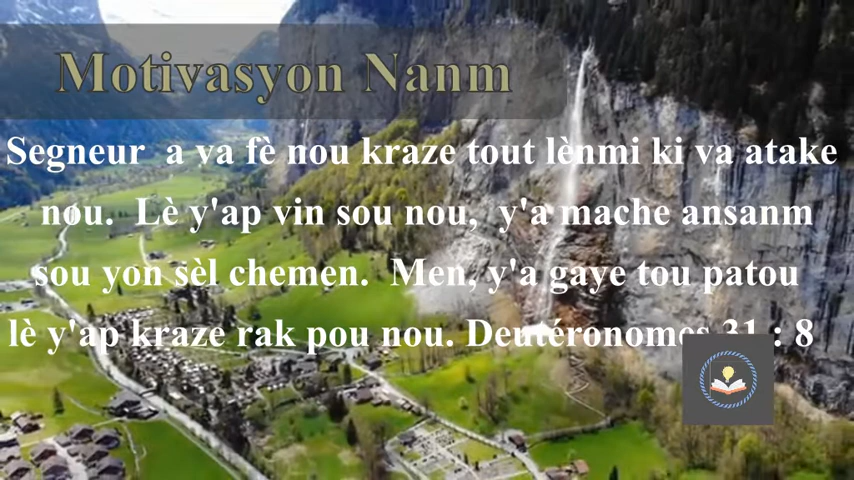 Motivasyon Nanm
Segneur a va fè nou kraze tout lènmi ki va atake
nou. Lè y'ap vin sou nou, y'a mache ansanm
sou yon sèl chemen. Men, y'a gaye tou patou
lè y'ap kraze rak pou nou. Deutéronomes 31 : 8